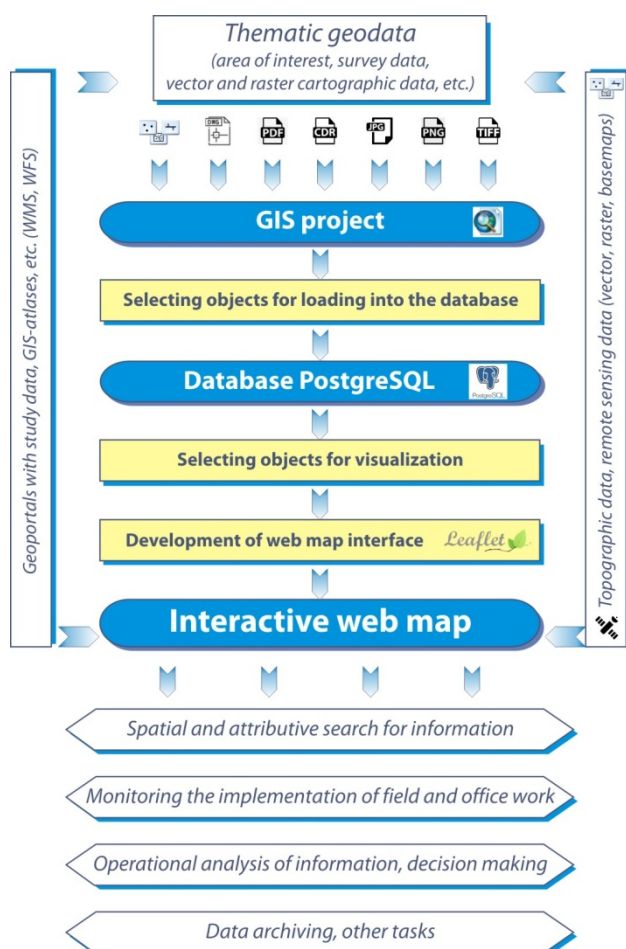 Thematic geodata
(area of interest, survey data,
vector and raster cartographic data, etc.)
Geoportals with study data, GIS-atlases, etc. (WMS, WFS)
Topographic data, remote sensing data (vector, raster, basemaps)
DWG
PDF
CDR
JPG
PNG
TIFF
GIS project
Selecting objects for loading into the database
Database PostgreSQL
PostgreSQL
Selecting objects for visualization
Development of web map interface
Leaflet
Interactive web map
Spatial and attributive search for information
Monitoring the implementation of field and office work
Operational analysis of information, decision making
Data archiving, other tasks